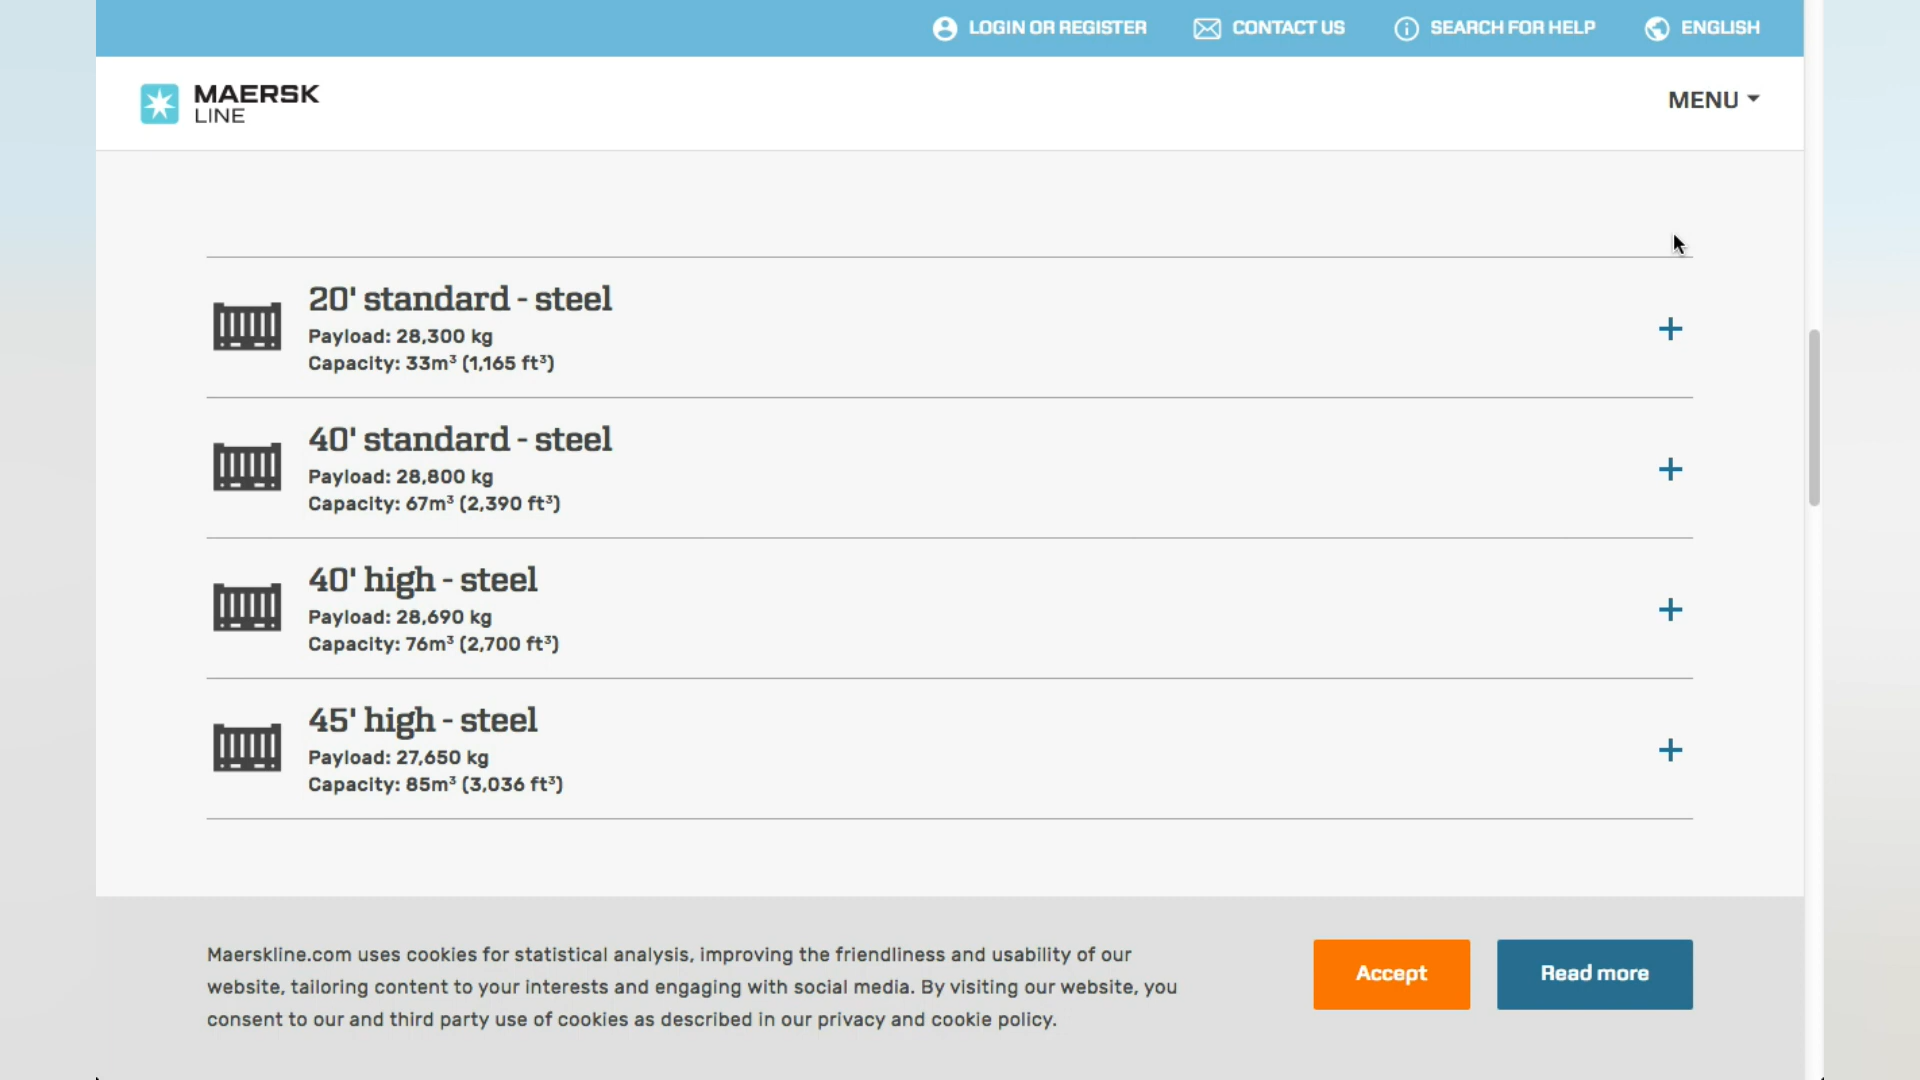 LOGIN OR REGISTER CONTACT US SEARCH FOR HELP ENGLISH
MAERSK
LINE
MENU
20' standard - steel
Payload: 28,300 kg
Capacity: 33m³ (1,165 ft³)
40' standard - steel
Payload: 28,800 kg
Capacity: 67m³ (2,390 ft³)
40' high - steel
Payload: 28,690 kg
Capacity: 76m³ (2,700 ft³)
45' high - steel
Payload: 27,650 kg
Capacity: 85m³ (3,036 ft³)
Maerskline.com uses cookies for statistical analysis, improving the friendliness and usability of our
website, tailoring content to your interests and engaging with social media. By visiting our website, you
consent to our and third party use of cookies as described in our privacy and cookie policy.
Accept
Read more